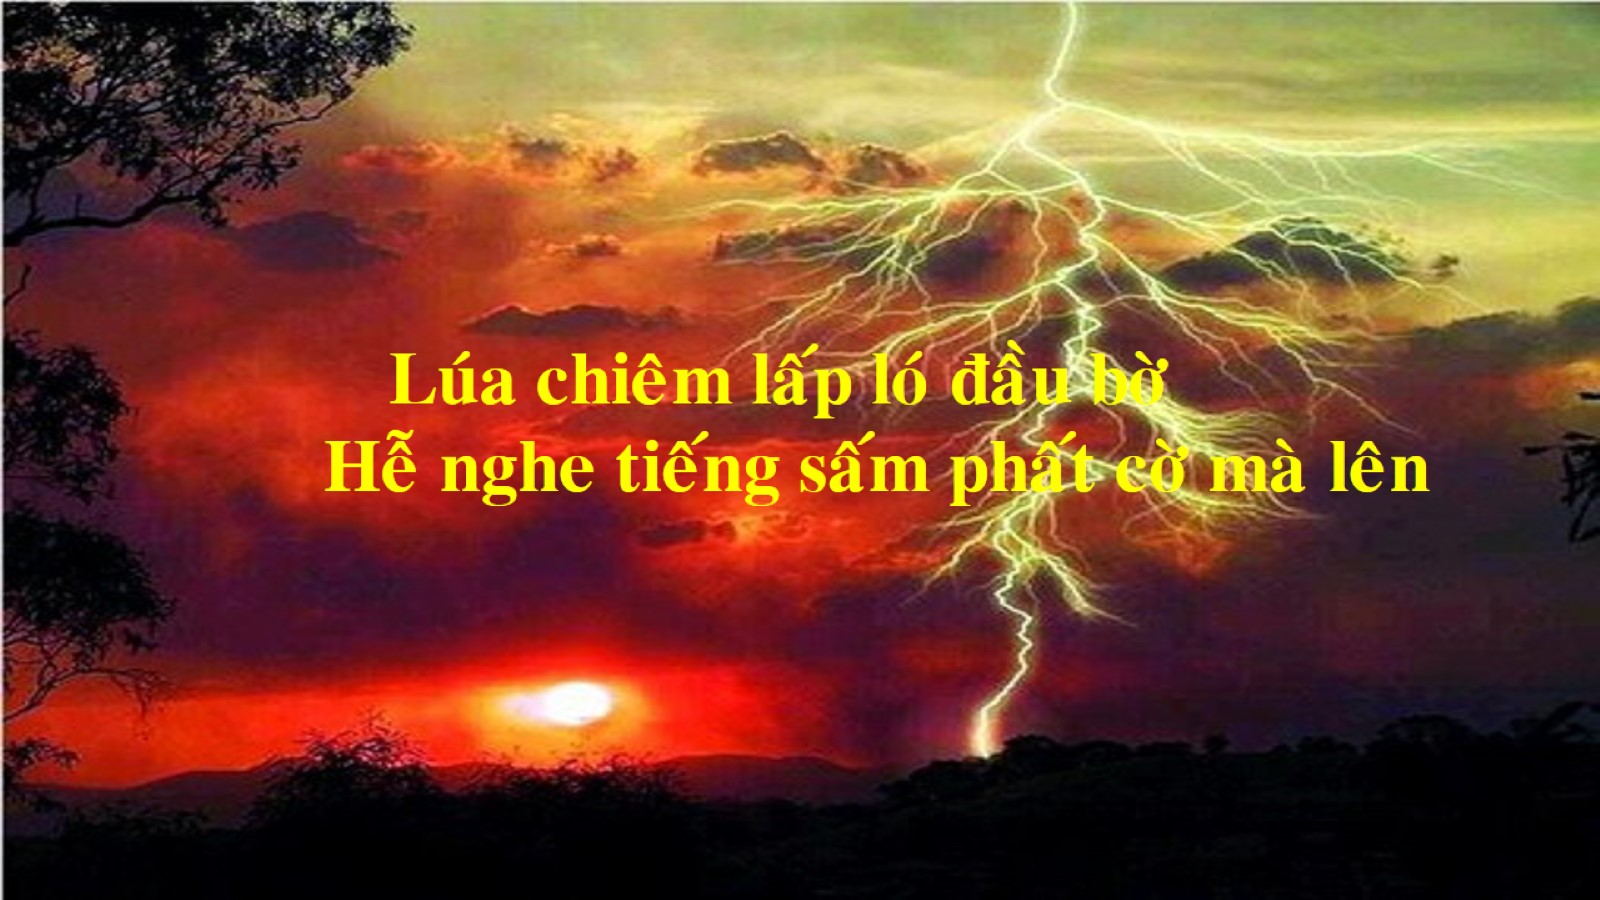 Lúa chiêm lấp ló đầu bờ
Hễ nghe tiếng sấm phất cờ mà lên